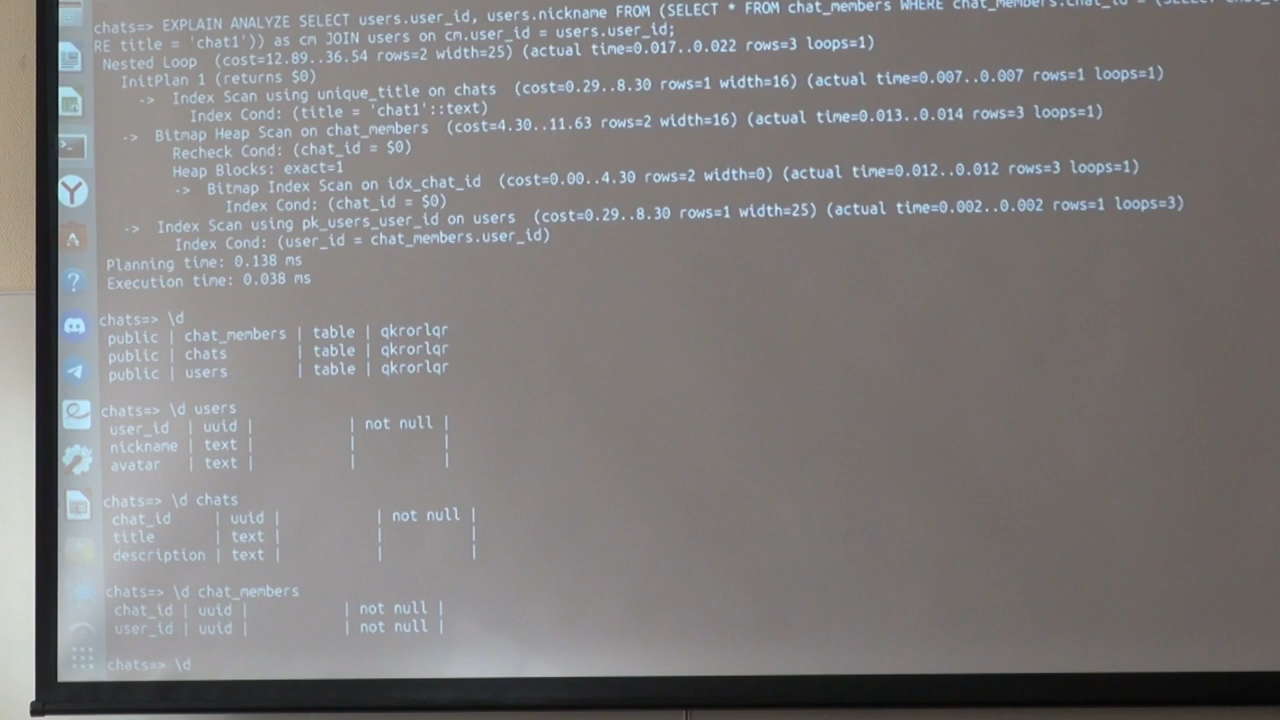 chats=> EXPLAIN ANALYZE SELECT users.user_id, users.nickname FROM (SELECT * FROM chat_members WHERE chat_members.chat_id = (SELECT
RE title = 'chat1')) as cm JOIN users on cm.user_id = users.user_id;
Nested Loop (cost=12.89..36.54 rows=2 width=25) (actual time=0.017..0.022 rows=3 loops=1)
InitPlan 1 (returns $0)
-> Index Scan using unique_title on chats (cost=0.29..8.30 rows=1 width=16) (actual time=0.007..0.007 rows=1 loops=1)
Index Cond: (title = 'chat1'::text)
-> Bitmap Heap Scan on chat_members (cost=4.30..11.63 rows=2 width=16) (actual time=0.013..0.014 rows=3 loops=1)
Recheck Cond: (chat_id = $0)
Heap Blocks: exact=1
-> Bitmap Index Scan on idx_chat_id (cost=0.00..4.30 rows=2 width=0) (actual time=0.012..0.012 rows=3 loops=1)
Index Cond: (chat_id = $0)
-> Index Scan using pk_users_user_id on users (cost=0.29..8.30 rows=1 width=25) (actual time=0.002..0.002 rows=1 loops=3)
Index Cond: (user_id = chat_members.user_id)
Planning time: 0.138 ms
Execution time: 0.038 ms
chats=> \d
public | chat_members | table | qkrorlqr
public | chats | table | qkrorlqr
public | users | table | qkrorlqr
chats=> \d users
user_id | uuid | | not null |
nickname | text | | |
avatar | text | | |
chats=> \d chats
chat_id | uuid | | not null |
title | text | | |
description | text | | |
chats=> \d chat_members
chat_id | uuid | | not null |
user_id | uuid | | not null |
chats=> \d